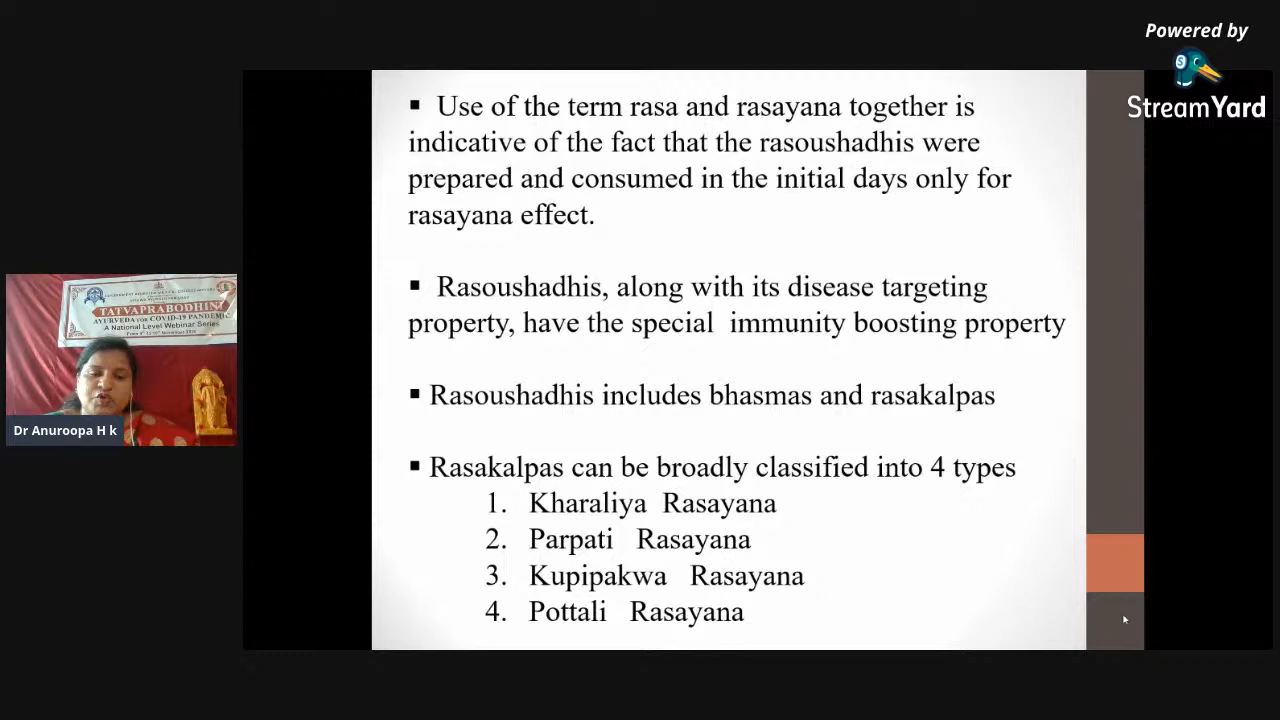 Powered by
StreamYard
▪ Use of the term rasa and rasayana together is
indicative of the fact that the rasoushadhis were
prepared and consumed in the initial days only for
rasayana effect.
▪ Rasoushadhis, along with its disease targeting
property, have the special immunity boosting property
▪ Rasoushadhis includes bhasmas and rasakalpas
▪ Rasakalpas can be broadly classified into 4 types
1. Kharaliya Rasayana
2. Parpati Rasayana
3. Kupipakwa Rasayana
4. Pottali Rasayana
TATVAPRABODHINI
AYURVEDA FOR COVID-19 PANDEMIC
A National Level Webinar Series
Dr Anuroopa H k